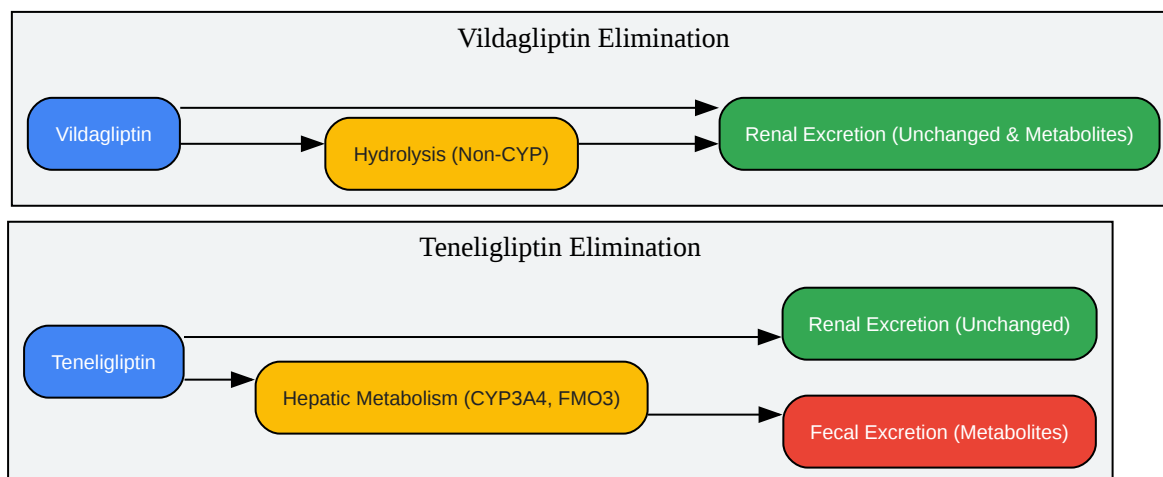 Vildagliptin Elimination
Vildagliptin
Hydrolysis (Non-CYP)
Renal Excretion (Unchanged & Metabolites)
Teneligliptin Elimination
Teneligliptin
Renal Excretion (Unchanged)
Hepatic Metabolism (CYP3A4, FMO3)
Fecal Excretion (Metabolites)